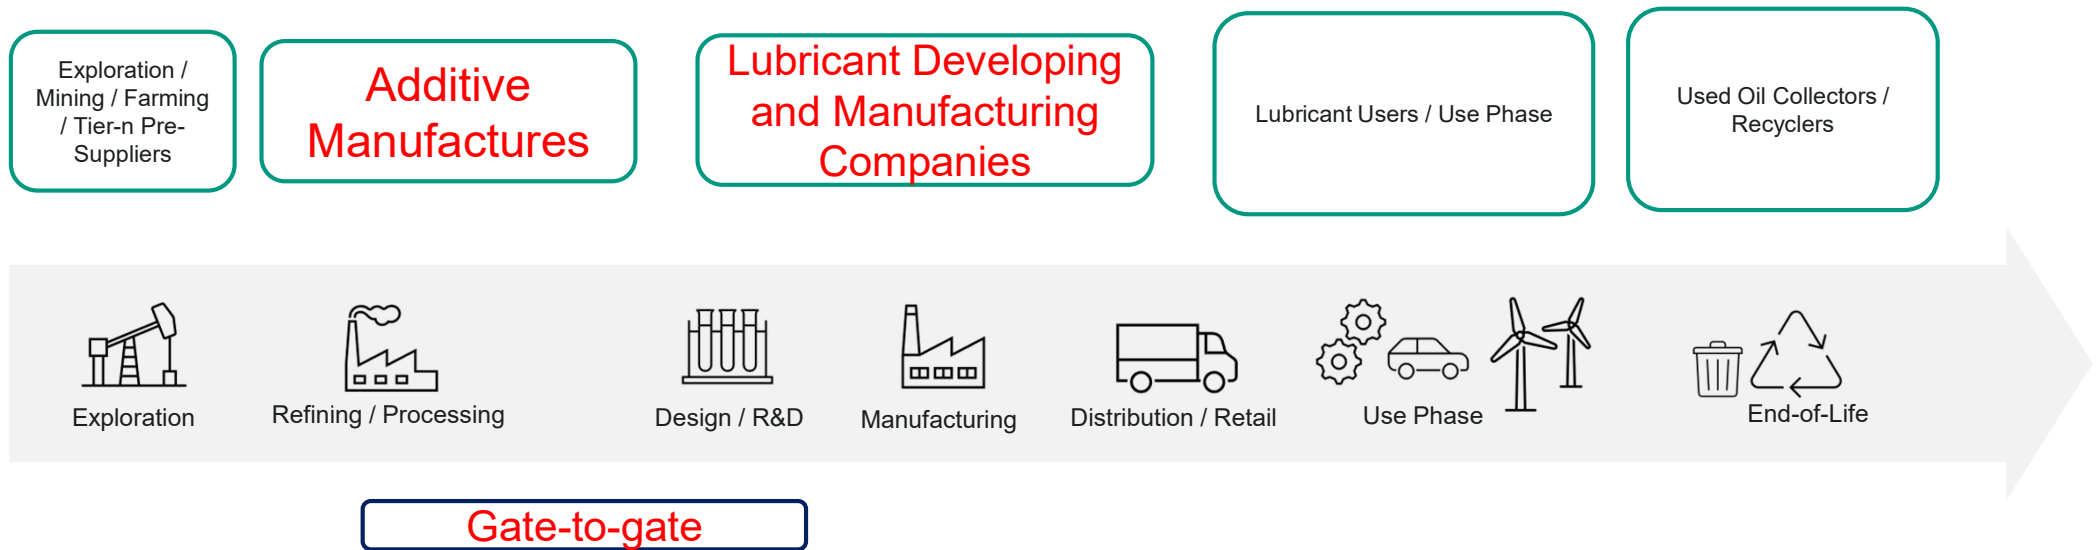 Exploration /
Mining / Farming
/ Tier-n Pre-
Suppliers
Additive
Manufactures
Lubricant Developing
and Manufacturing
Companies
Lubricant Users / Use Phase
Used Oil Collectors /
Recyclers
Exploration
Refining / Processing
Design / R&D
Manufacturing
Distribution / Retail
Use Phase
End-of-Life
Gate-to-gate